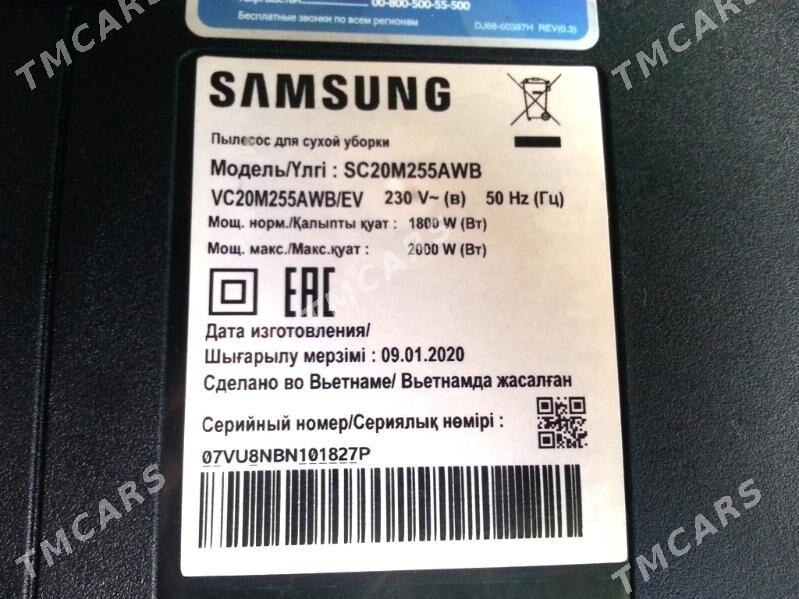 00-800-500-55-500
Бесплатные звонки по всем регионам
DJ68-00397H REV(0.3)
SAMSUNG
Пылесос для сухой уборки
Модель/Үлгі : SC20M255AWB
VC20M255AWB/EV 230 V~ (в) 50 Hz (Гц)
Мощ. норм./Қалыпты қуат : 1800 W (Вт)
Мощ. макс./Макс.қуат : 2000 W (Вт)
EAC
Дата изготовления/
Шығарылу мерзімі : 09.01.2020
Сделано во Вьетнаме/ Вьетнамда жасалған
Серийный номер/Сериялық нөмірі :
07VU8NBN101827P
TMCARS
TMCARS
TMCARS
TMCARS
TMCARS